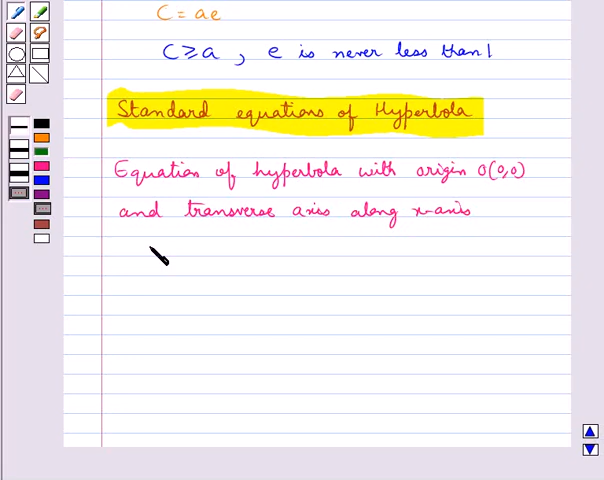 C = ae
C ⩾ a , e is never less than 1
Standard equations of Hyperbola
Equation of hyperbola with origin O(0,0)
and transverse axis along x-axis